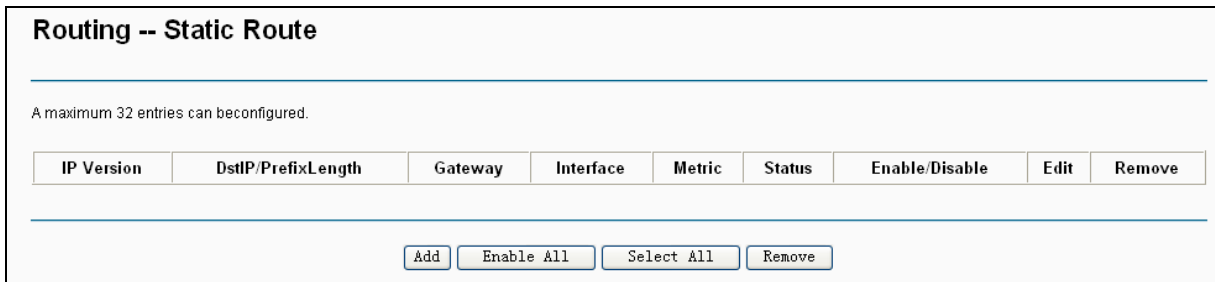 Routing -- Static Route
A maximum 32 entries can beconfigured.
IP Version DstIP/PrefixLength Gateway Interface Metric Status Enable/Disable Edit Remove
Add Enable All Select All Remove